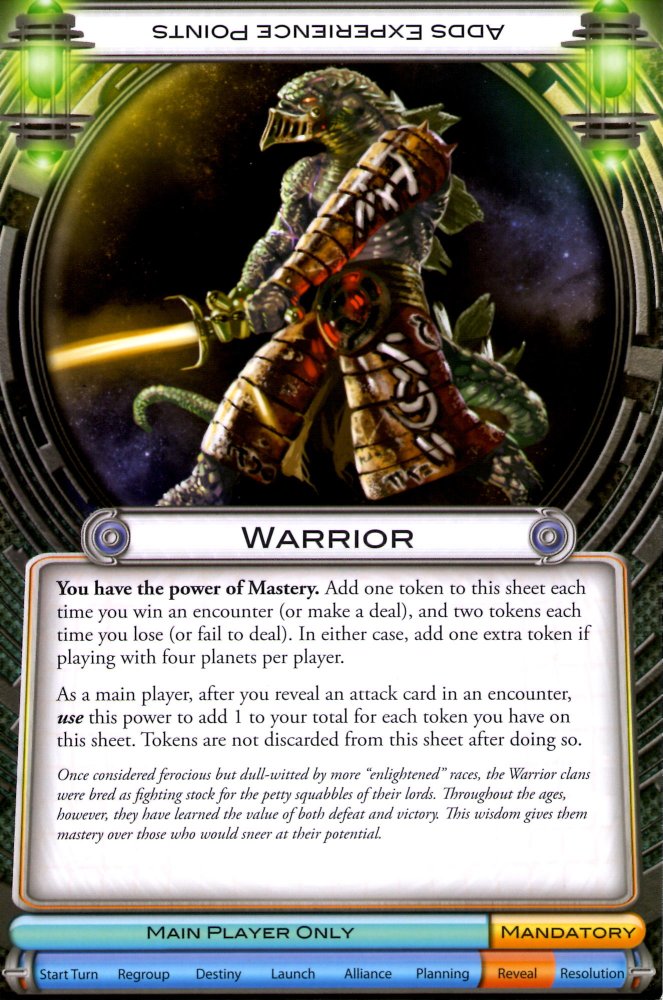 ADDS EXPERIENCE POINTS
WARRIOR
You have the power of Mastery. Add one token to this sheet each
time you win an encounter (or make a deal), and two tokens each
time you lose (or fail to deal). In either case, add one extra token if
playing with four planets per player.
As a main player, after you reveal an attack card in an encounter,
use this power to add 1 to your total for each token you have on
this sheet. Tokens are not discarded from this sheet after doing so.
Once considered ferocious but dull-witted by more “enlightened” races, the Warrior clans
were bred as fighting stock for the petty squabbles of their lords. Throughout the ages,
however, they have learned the value of both defeat and victory. This wisdom gives them
mastery over those who would sneer at their potential.
MAIN PLAYER ONLY MANDATORY
Start Turn Regroup Destiny Launch Alliance Planning Reveal Resolution